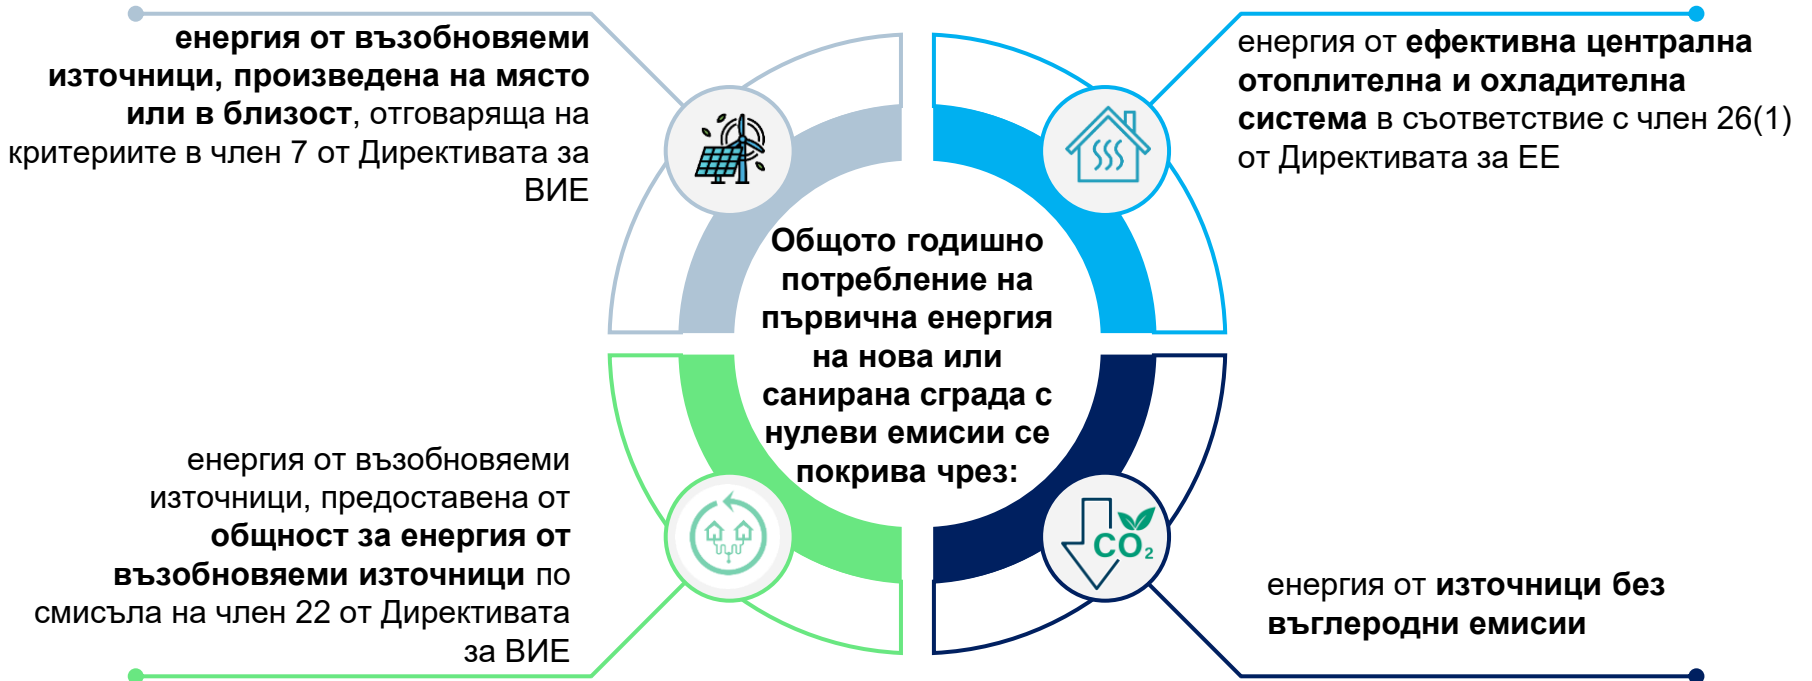 енергия от възобновяеми
източници, произведена на място
или в близост, отговаряща на
критериите в член 7 от Директивата за
ВИЕ
енергия от ефективна централна
отоплителна и охладителна
система в съответствие с член 26(1)
от Директивата за ЕЕ
Общото годишно
потребление на
първична енергия
на нова или
санирана сграда с
нулеви емисии се
покрива чрез:
енергия от възобновяеми
източници, предоставена от
общност за енергия от
възобновяеми източници по
смисъла на член 22 от Директивата
за ВИЕ
CO₂
енергия от източници без
въглеродни емисии